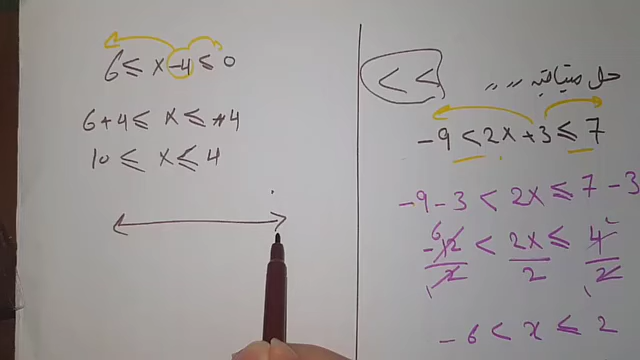 6 ≤ x - 4 ≤ 0
6+4 ≤ x ≤ +4
10 ≤ x ≤ 4
< < حل
-9 < 2x + 3 ≤ 7
-9 - 3 < 2x ≤ 7 - 3
-12/2 < 2x/2 ≤ 4/2
-6 < x ≤ 2